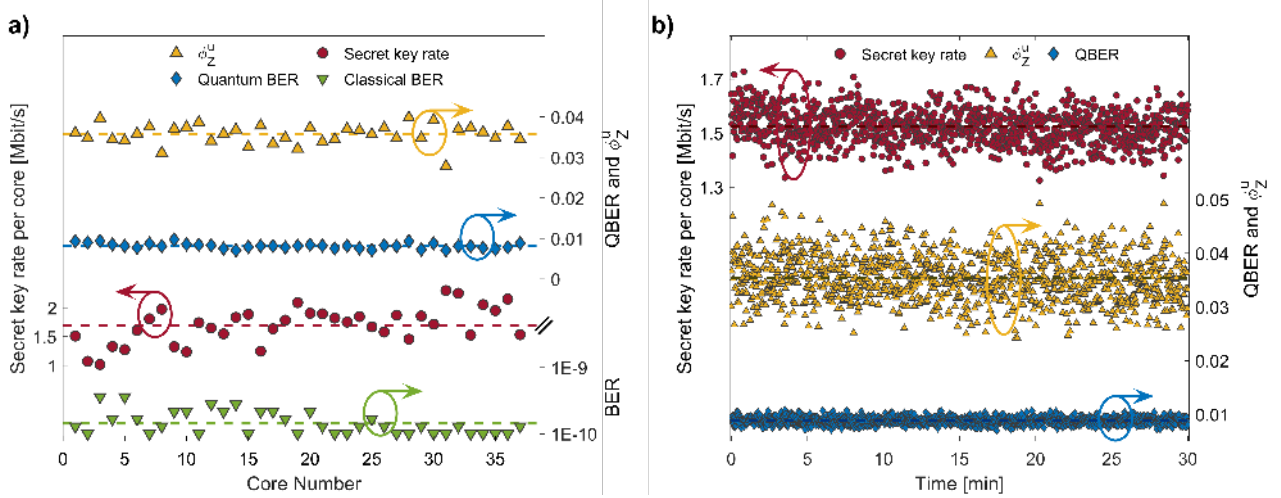 a)
ϕ_Z^u
Secret key rate
Quantum BER
Classical BER
Secret key rate per core [Mbit/s]
2
1.5
1
0.04
0.03
0.02
0.01
0
QBER and ϕ_Z^u
1E-9
1E-10
BER
0 5 10 15 20 25 30 35
Core Number
b)
Secret key rate ϕ_Z^u QBER
Secret key rate per core [Mbit/s]
1.7
1.5
1.3
0.05
0.04
0.03
0.02
0.01
QBER and ϕ_Z^u
0 5 10 15 20 25 30
Time [min]